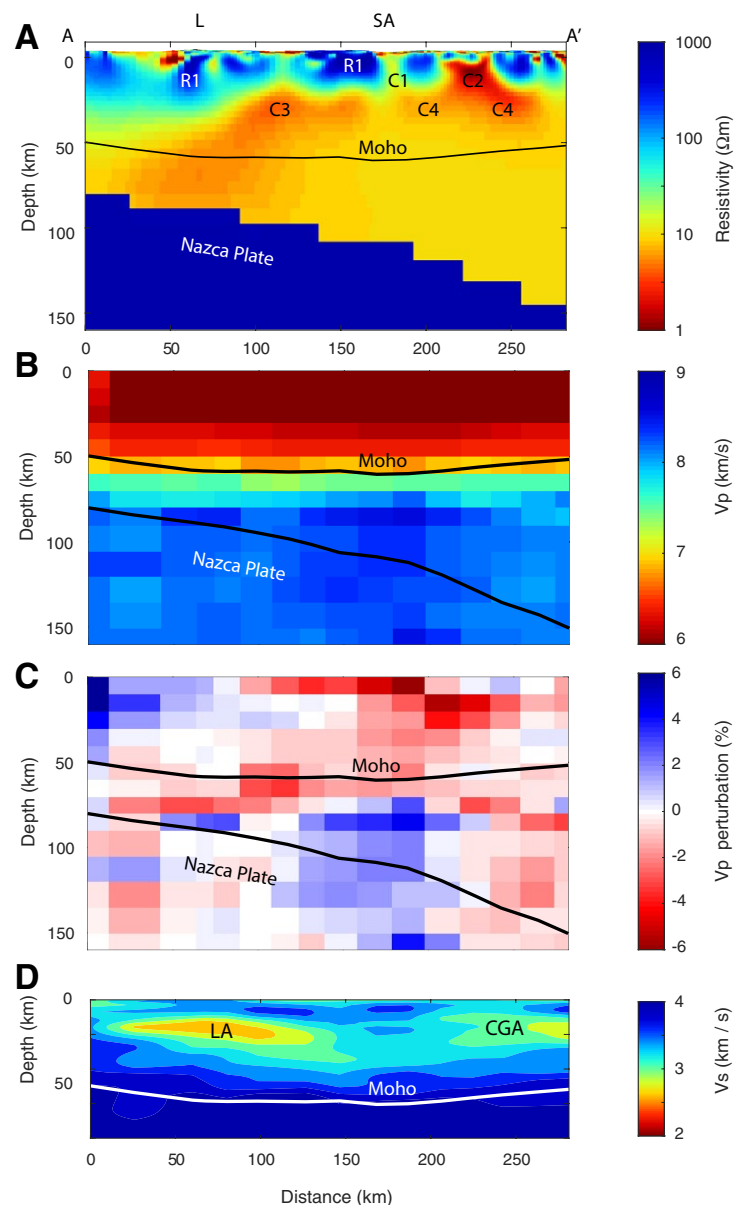 A
A L SA A'
0
50
100
150
Depth (km)
R1 R1 C1 C2
C3 C4 C4
Moho
Nazca Plate
0 50 100 150 200 250
1000
100
10
1
Resistivity (Ωm)
B
0
50
100
150
Depth (km)
Moho
Nazca Plate
9
8
7
6
Vp (km/s)
C
0
50
100
150
Depth (km)
Moho
Nazca Plate
6
4
2
0
-2
-4
-6
Vp perturbation (%)
D
0
50
Depth (km)
LA CGA
Moho
0 50 100 150 200 250
Distance (km)
4
3
2
Vs (km / s)